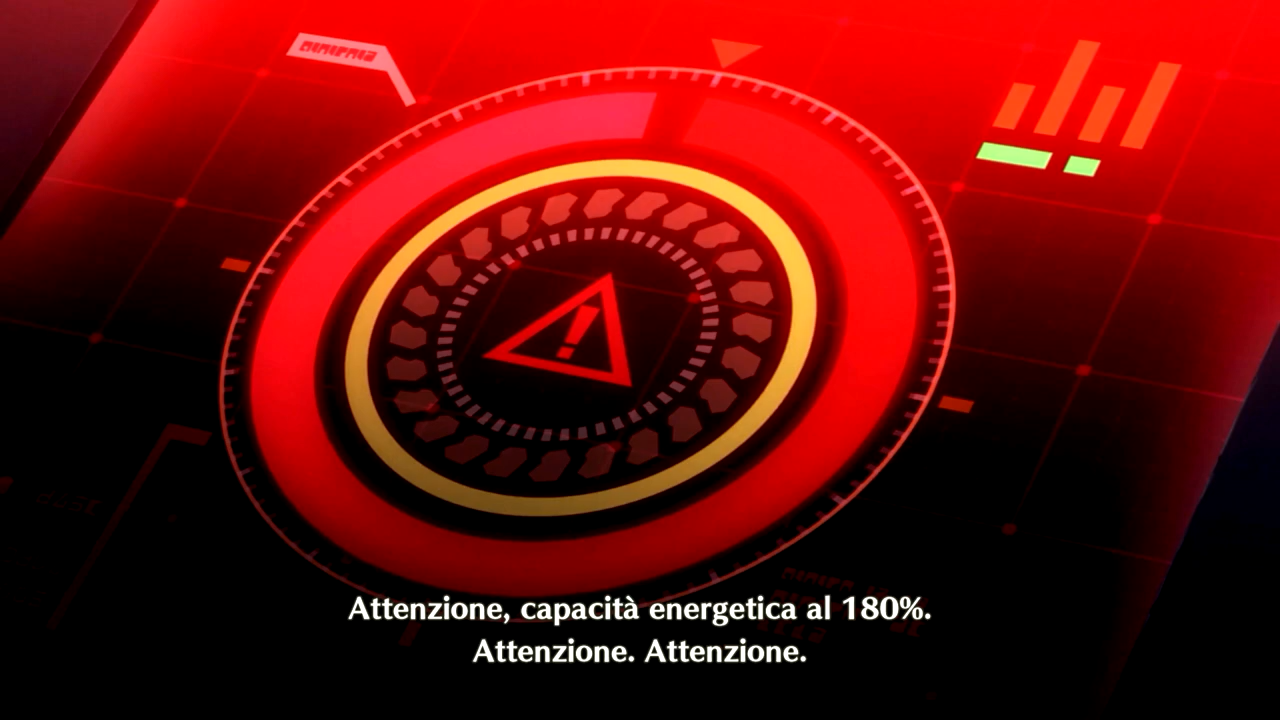 Attenzione, capacità energetica al 180%.
Attenzione. Attenzione.